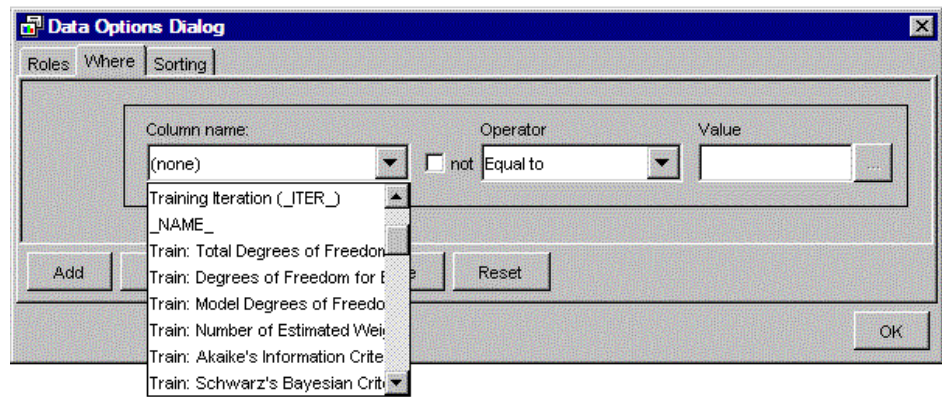 Data Options Dialog
Roles Where Sorting
Column name: Operator Value
(none) not Equal to ...
Training Iteration (_ITER_)
_NAME_
Train: Total Degrees of Freedom
Train: Degrees of Freedom for
Train: Model Degrees of Freedo
Train: Number of Estimated Wei
Train: Akaike's Information Crite
Train: Schwarz's Bayesian Crit
Add Reset
OK